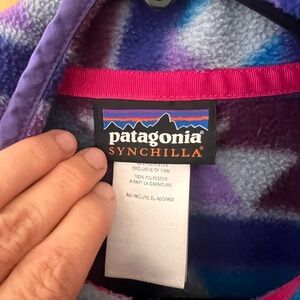 patagonia®
SYNCHILLA®
EXCLUSIVE OF TRIM
100% POLYESTER
A PART LA GARNITURE
NO INCLUYE EL ADORNO